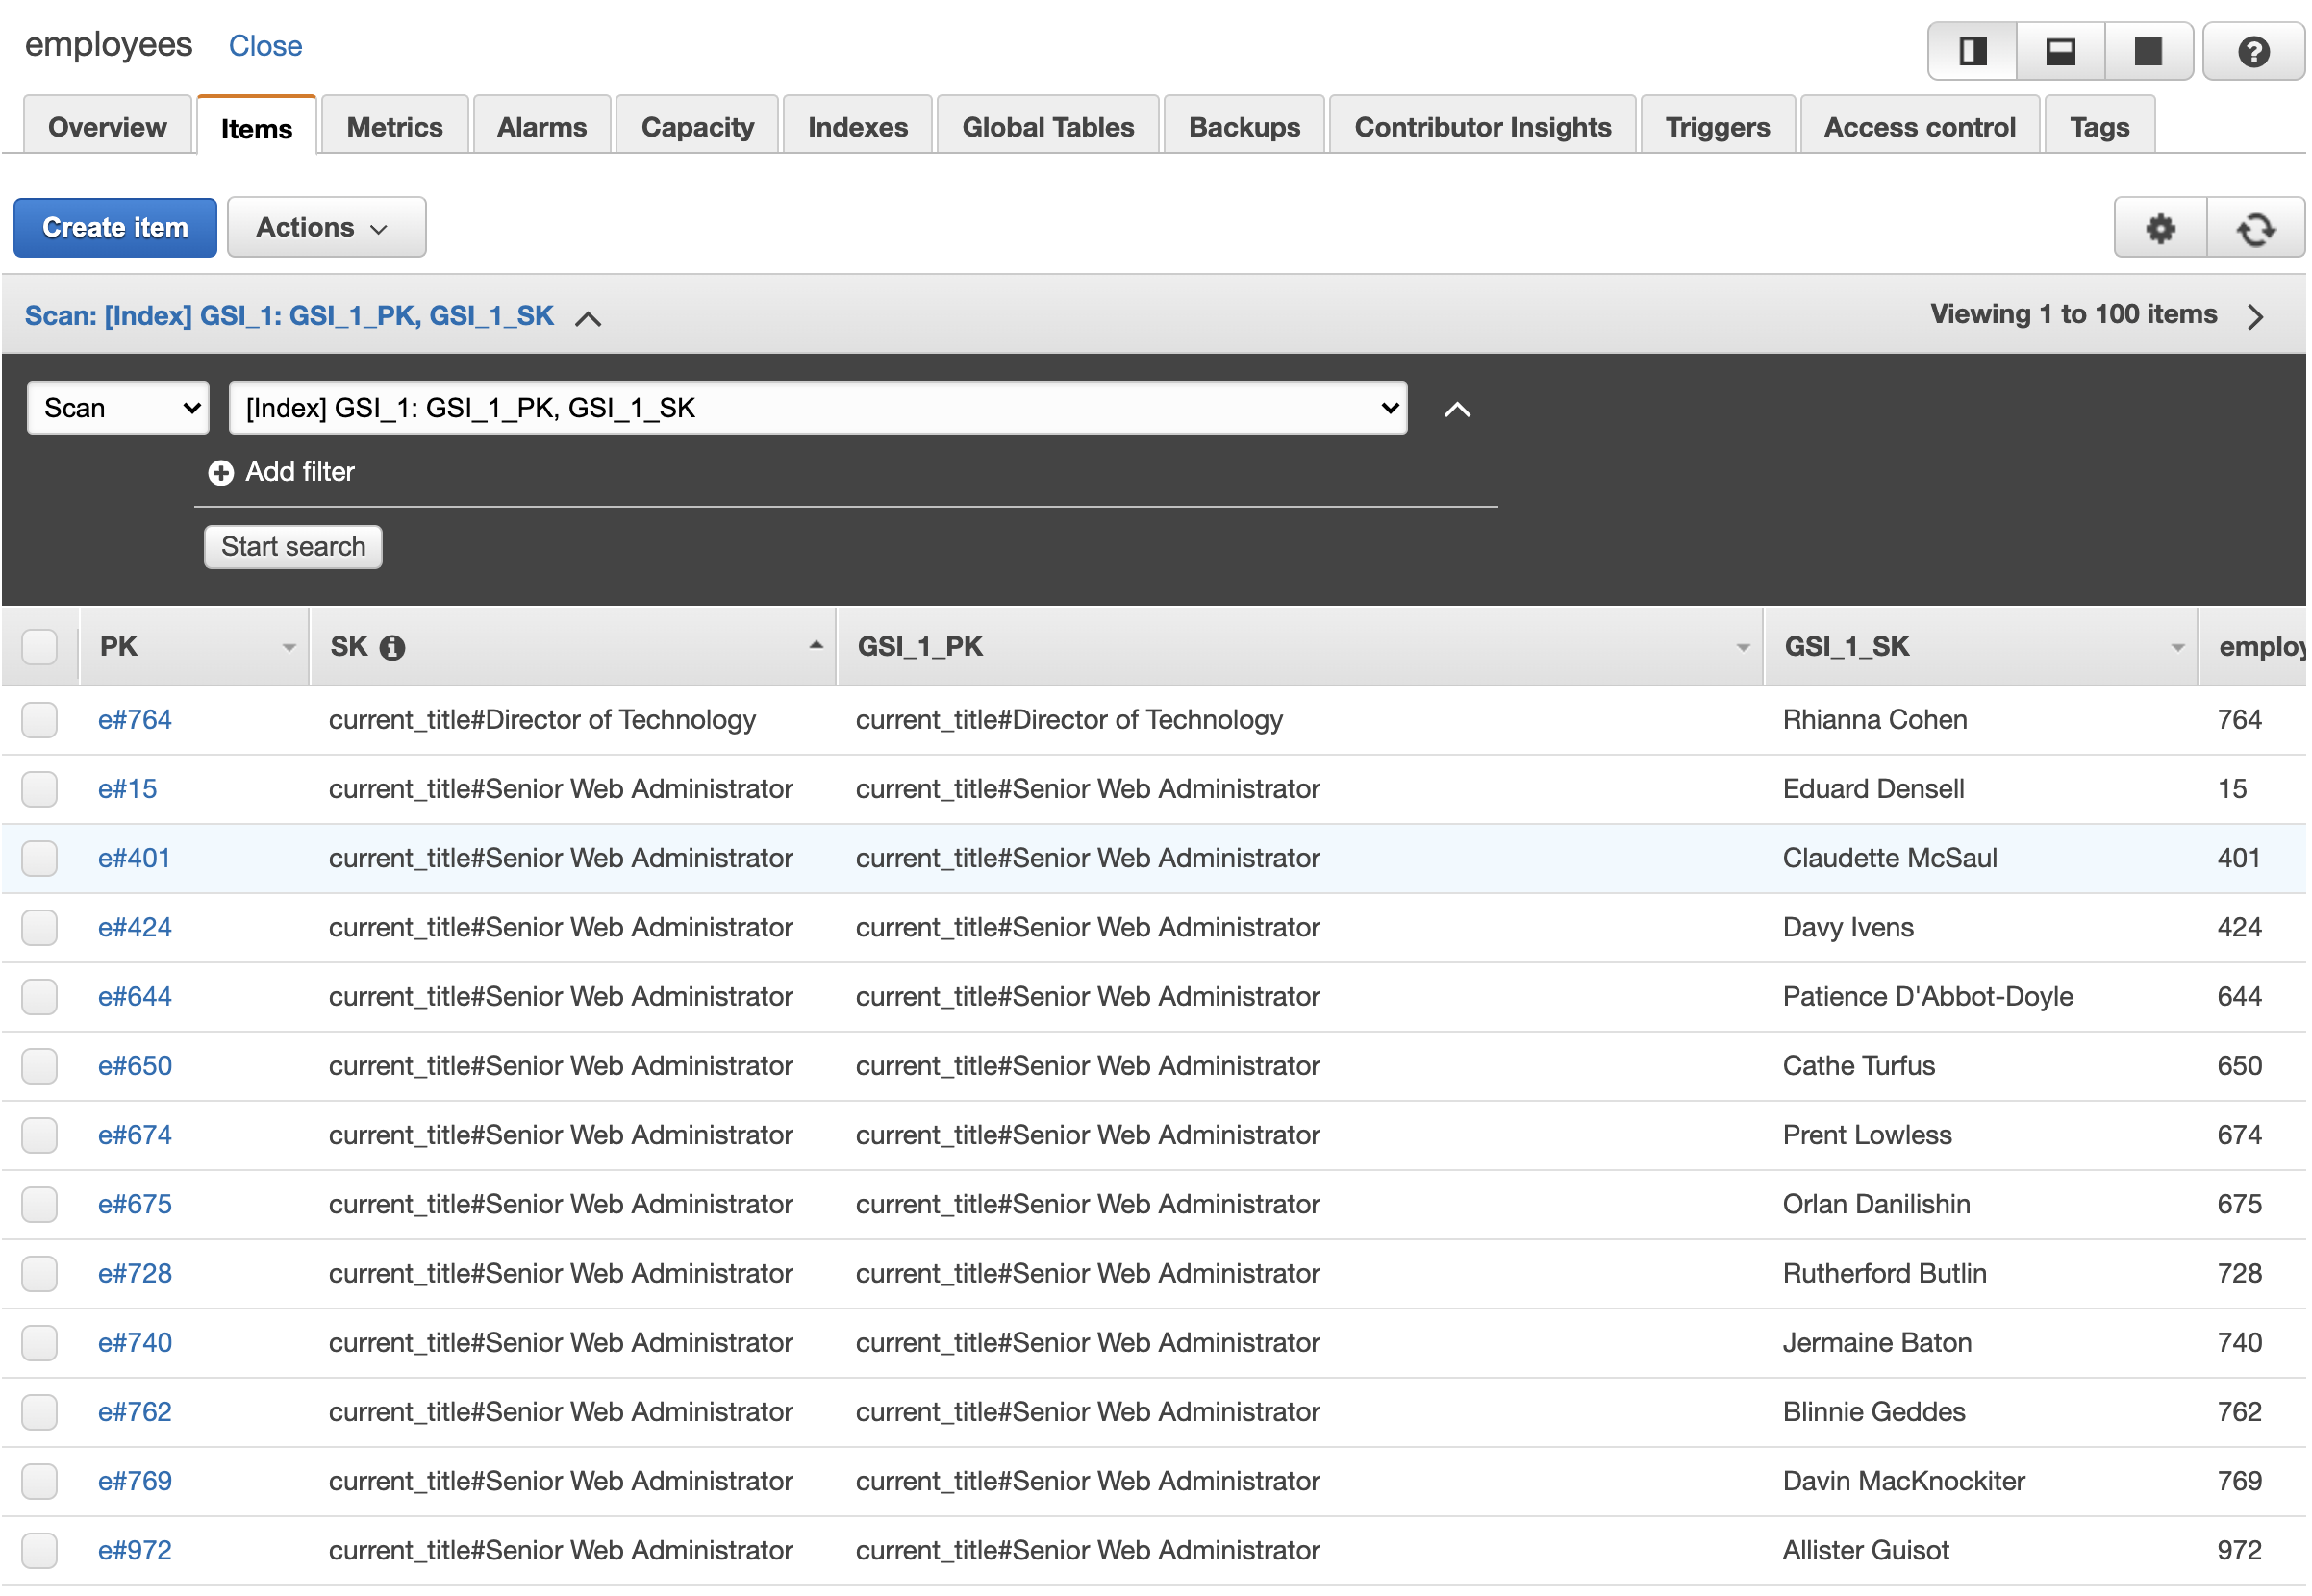 employees Close
Overview Items Metrics Alarms Capacity Indexes Global Tables Backups Contributor Insights Triggers Access control Tags
Create item Actions
Scan: [Index] GSI_1: GSI_1_PK, GSI_1_SK Viewing 1 to 100 items
Scan [Index] GSI_1: GSI_1_PK, GSI_1_SK
Add filter
Start search
PK SK GSI_1_PK GSI_1_SK employ
e#764 current_title#Director of Technology current_title#Director of Technology Rhianna Cohen 764
e#15 current_title#Senior Web Administrator current_title#Senior Web Administrator Eduard Densell 15
e#401 current_title#Senior Web Administrator current_title#Senior Web Administrator Claudette McSaul 401
e#424 current_title#Senior Web Administrator current_title#Senior Web Administrator Davy Ivens 424
e#644 current_title#Senior Web Administrator current_title#Senior Web Administrator Patience D'Abbot-Doyle 644
e#650 current_title#Senior Web Administrator current_title#Senior Web Administrator Cathe Turfus 650
e#674 current_title#Senior Web Administrator current_title#Senior Web Administrator Prent Lowless 674
e#675 current_title#Senior Web Administrator current_title#Senior Web Administrator Orlan Danilishin 675
e#728 current_title#Senior Web Administrator current_title#Senior Web Administrator Rutherford Butlin 728
e#740 current_title#Senior Web Administrator current_title#Senior Web Administrator Jermaine Baton 740
e#762 current_title#Senior Web Administrator current_title#Senior Web Administrator Blinnie Geddes 762
e#769 current_title#Senior Web Administrator current_title#Senior Web Administrator Davin MacKnockiter 769
e#972 current_title#Senior Web Administrator current_title#Senior Web Administrator Allister Guisot 972